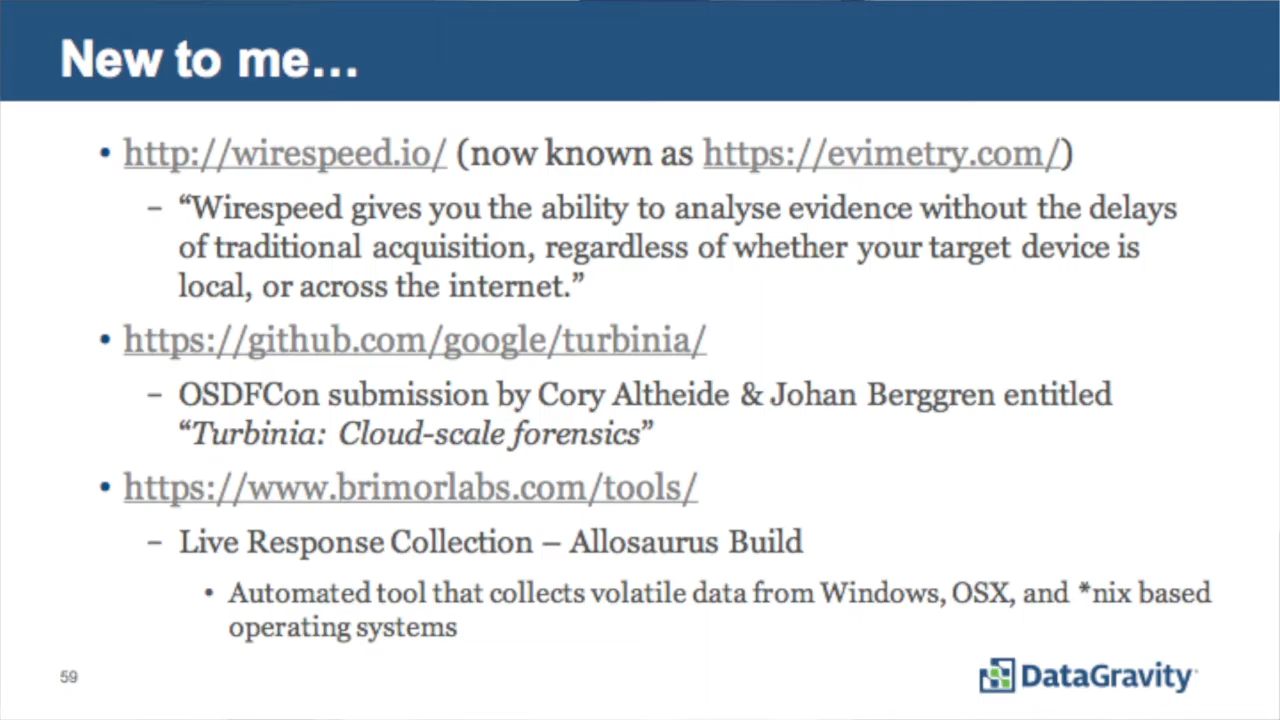 New to me…
• http://wirespeed.io/ (now known as https://evimetry.com/)
– “Wirespeed gives you the ability to analyse evidence without the delays
of traditional acquisition, regardless of whether your target device is
local, or across the internet.”
• https://github.com/google/turbinia/
– OSDFCon submission by Cory Altheide & Johan Berggren entitled
“Turbinia: Cloud-scale forensics”
• https://www.brimorlabs.com/tools/
– Live Response Collection – Allosaurus Build
• Automated tool that collects volatile data from Windows, OSX, and *nix based
operating systems
59
DataGravity